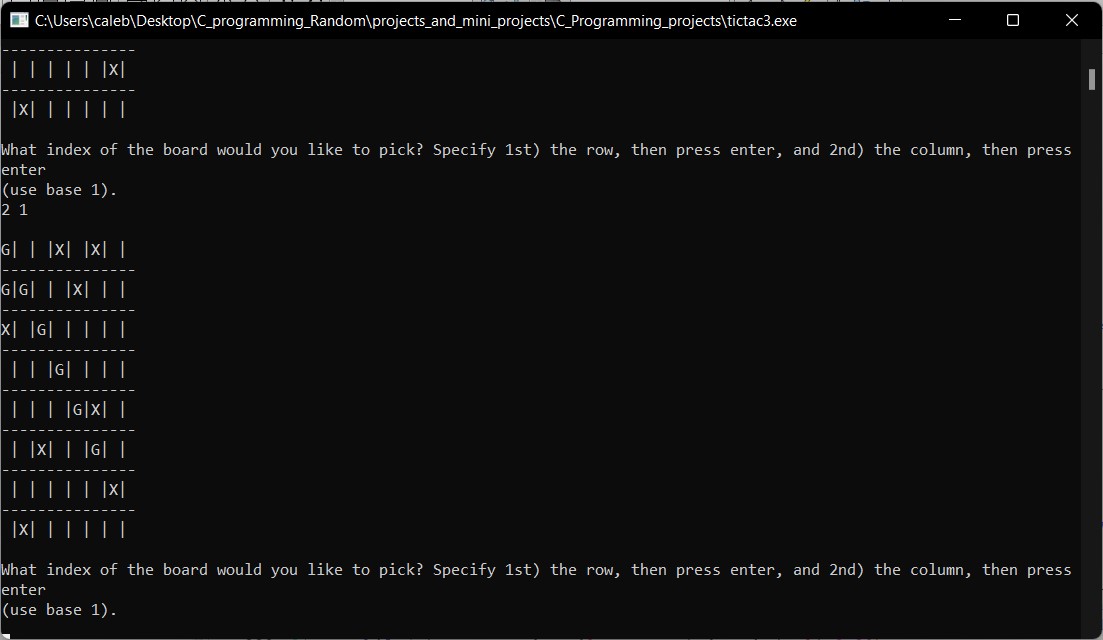 C:\Users\caleb\Desktop\C_programming_Random\projects_and_mini_projects\C_Programming_projects\tictac3.exe
---------------
 | | | | | |X|
---------------
 |X| | | | | |

What index of the board would you like to pick? Specify 1st) the row, then press enter, and 2nd) the column, then press
enter
(use base 1).
2 1

G| | |X| |X| |
---------------
G|G| | |X| | |
---------------
X| |G| | | | |
---------------
 | | |G| | | |
---------------
 | | | |G|X| |
---------------
 | |X| | |G| |
---------------
 | | | | | |X|
---------------
 |X| | | | | |

What index of the board would you like to pick? Specify 1st) the row, then press enter, and 2nd) the column, then press
enter
(use base 1).